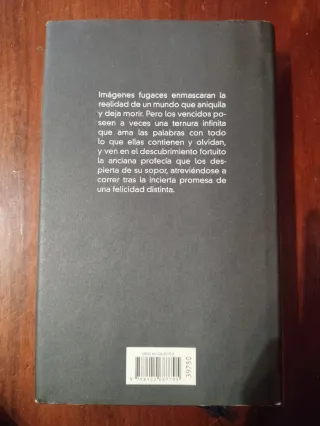 Imágenes fugaces enmascaran la
realidad de un mundo que aniquila y
deja morir. Pero los vencidos po-
seen a veces una ternura infinita
que ama las palabras con todo
lo que ellas contienen y olvidan,
y ven en el descubrimiento fortuito
la anciana profecía que los des-
pierta de su sopor, atreviéndose a
correr tras la incierta promesa de
una felicidad distinta.
39755